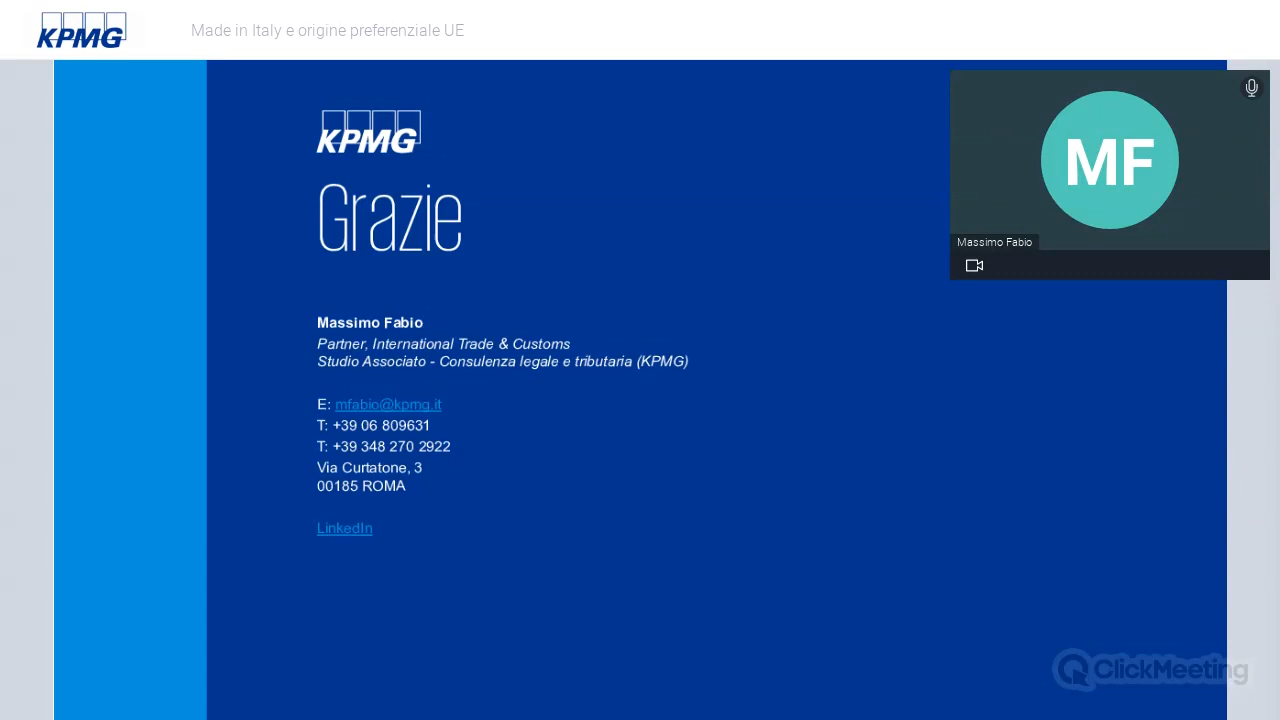 KPMG
Made in Italy e origine preferenziale UE
KPMG
Grazie
MF
Massimo Fabio
Massimo Fabio
Partner, International Trade & Customs
Studio Associato - Consulenza legale e tributaria (KPMG)
E: mfabio@kpmg.it
T: +39 06 809631
T: +39 348 270 2922
Via Curtatone, 3
00185 ROMA
LinkedIn
ClickMeeting